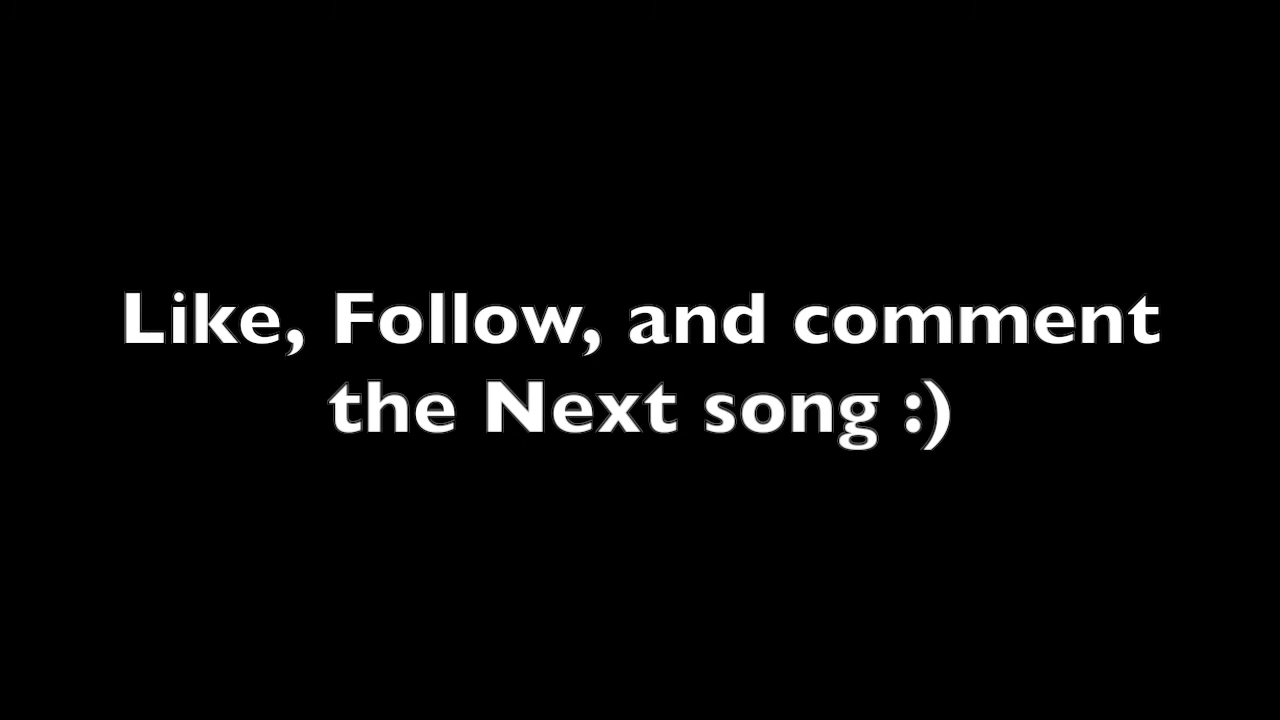 Like, Follow, and comment
the Next song :)